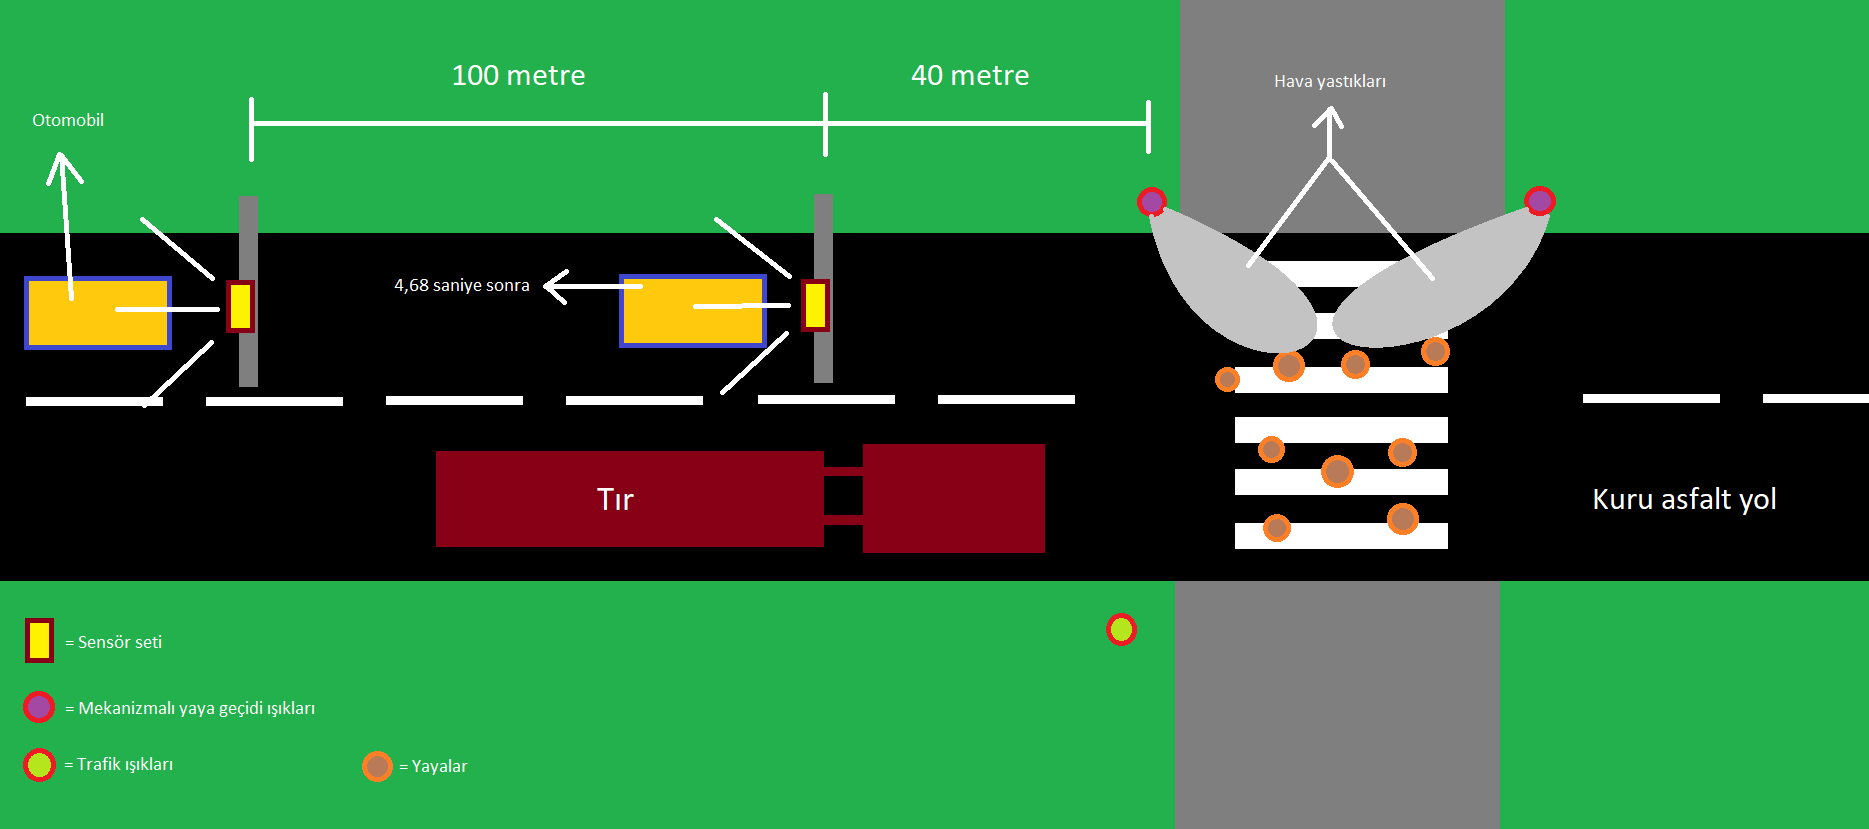 100 metre
40 metre
Hava yastıkları
Otomobil
4,68 saniye sonra
Tır
Kuru asfalt yol
= Sensör seti
= Mekanizmalı yaya geçidi ışıkları
= Trafik ışıkları
= Yayalar